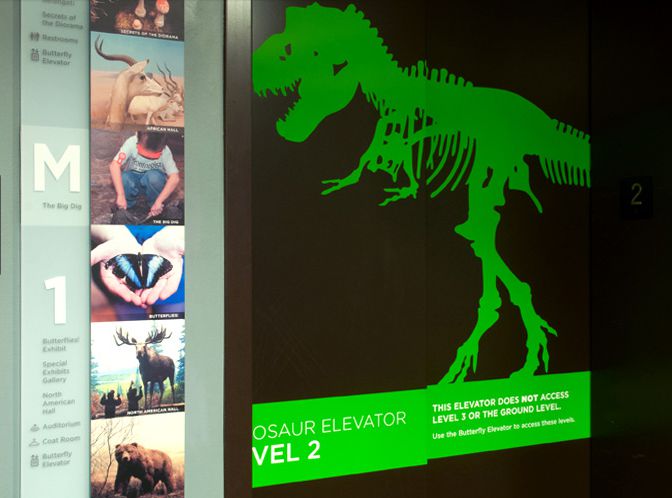 Secrets of
the Diorama
Restrooms
Butterfly
Elevator
M
The Big Dig
1
Butterflies!
Exhibit
Special
Exhibits
Gallery
North
American
Hall
Auditorium
Coat Room
Butterfly
Elevator
SECRETS OF THE DIORAMA
AFRICAN HALL
THE BIG DIG
BUTTERFLIES!
NORTH AMERICAN HALL
OSAUR ELEVATOR
VEL 2
THIS ELEVATOR DOES NOT ACCESS
LEVEL 3 OR THE GROUND LEVEL.
Use the Butterfly Elevator to access these levels.
2